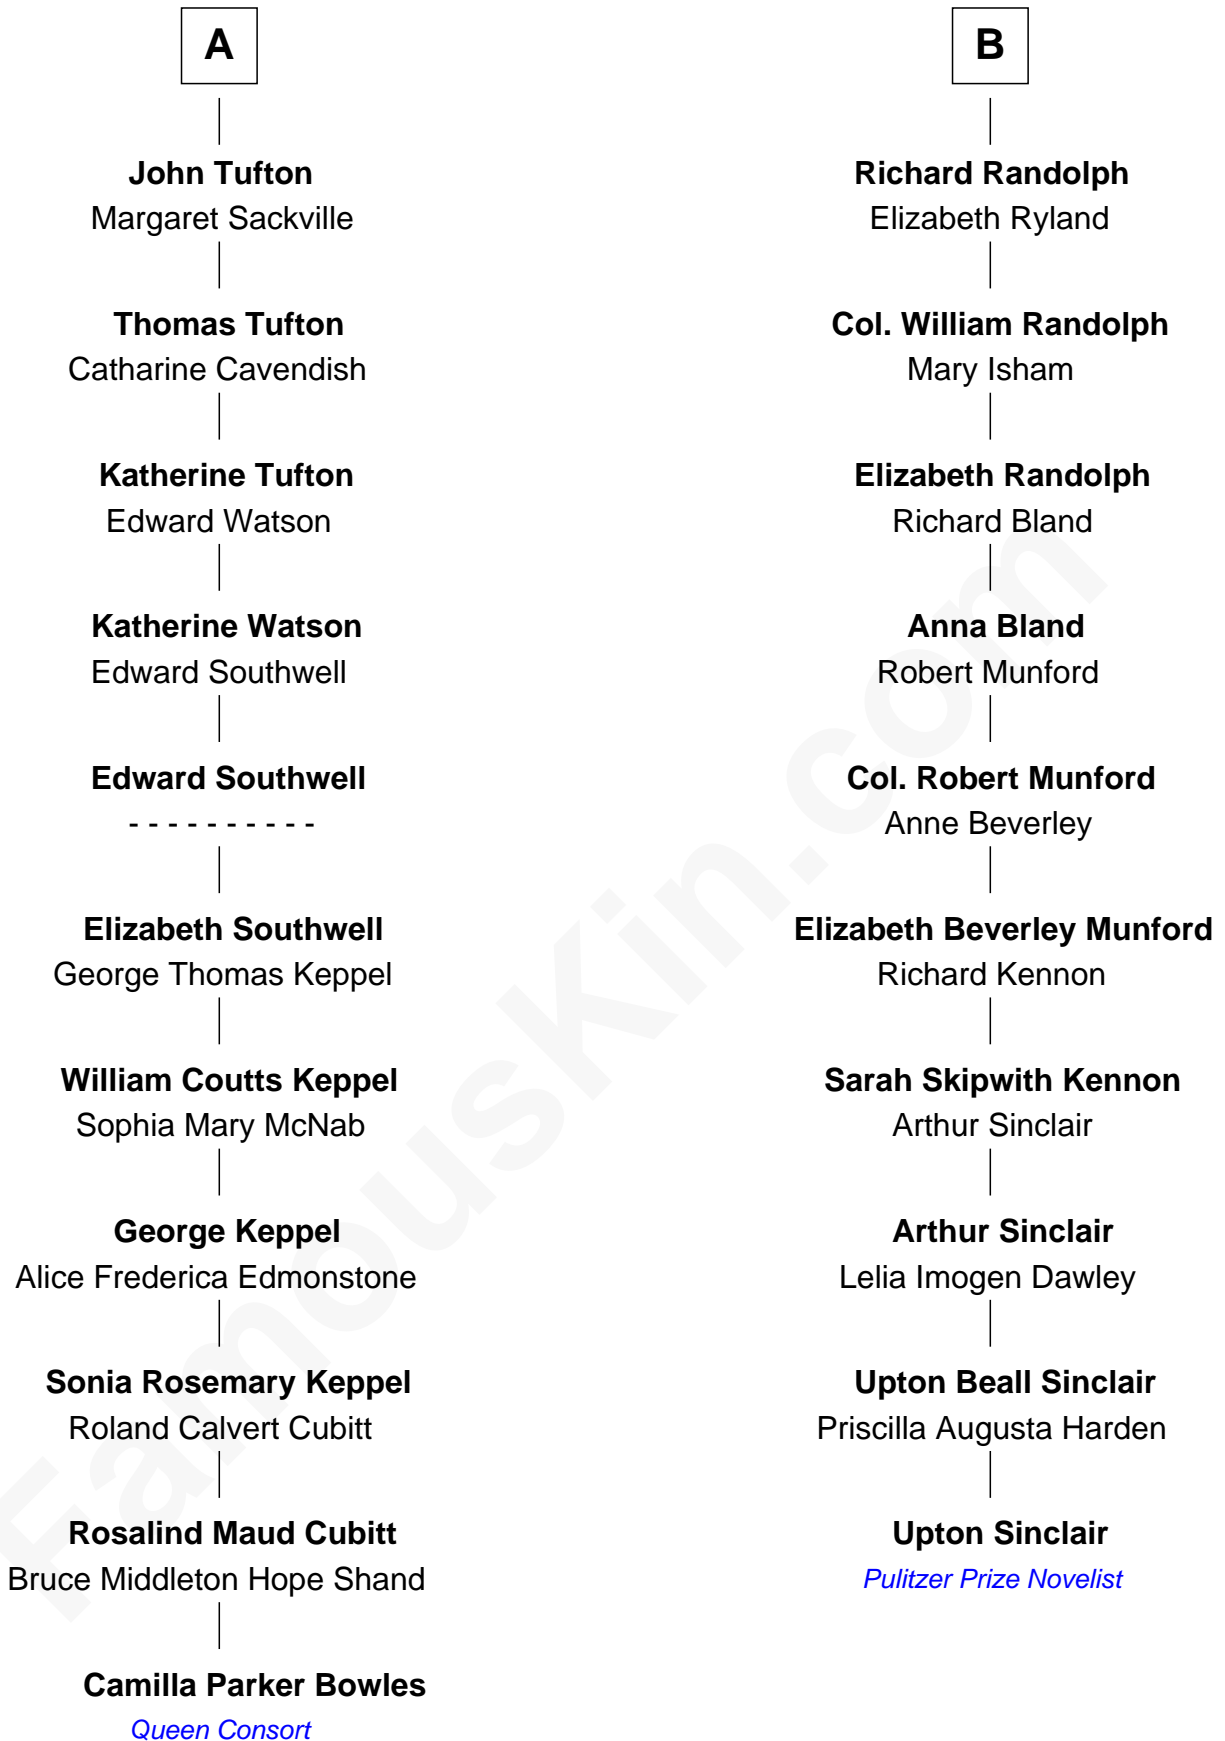 A
John Tufton
Margaret Sackville
Thomas Tufton
Catharine Cavendish
Katherine Tufton
Edward Watson
Katherine Watson
Edward Southwell
Edward Southwell
- - - - - - - - - -
Elizabeth Southwell
George Thomas Keppel
William Coutts Keppel
Sophia Mary McNab
George Keppel
Alice Frederica Edmonstone
Sonia Rosemary Keppel
Roland Calvert Cubitt
Rosalind Maud Cubitt
Bruce Middleton Hope Shand
Camilla Parker Bowles
Queen Consort
B
Richard Randolph
Elizabeth Ryland
Col. William Randolph
Mary Isham
Elizabeth Randolph
Richard Bland
Anna Bland
Robert Munford
Col. Robert Munford
Anne Beverley
Elizabeth Beverley Munford
Richard Kennon
Sarah Skipwith Kennon
Arthur Sinclair
Arthur Sinclair
Lelia Imogen Dawley
Upton Beall Sinclair
Priscilla Augusta Harden
Upton Sinclair
Pulitzer Prize Novelist
FamousKin.com